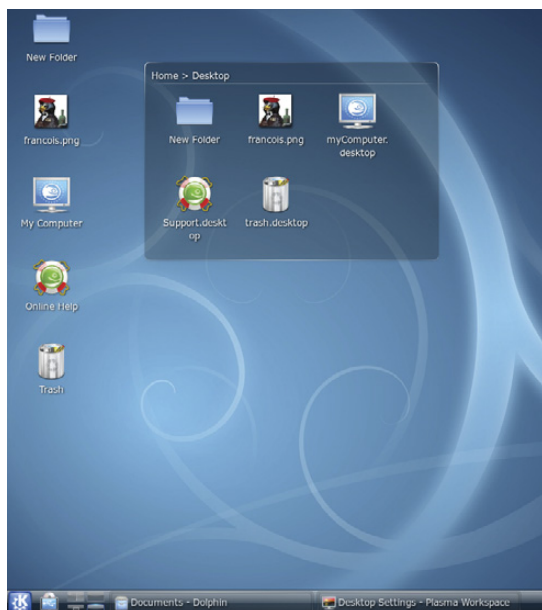 New Folder
francois.png
My Computer
Online Help
Trash
Home > Desktop
New Folder
francois.png
myComputer.
desktop
Support.deskt
op
trash.desktop
Documents - Dolphin
Desktop Settings - Plasma Workspace